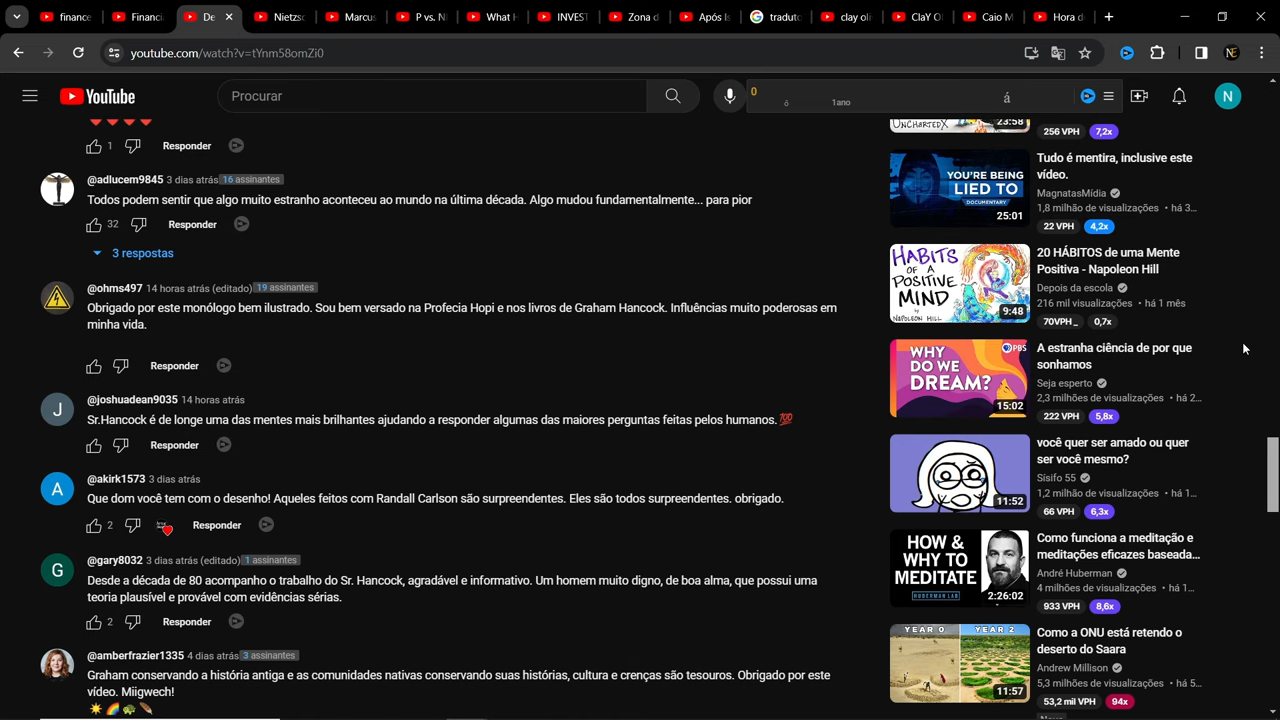 finance
Financi
De
Nietzsc
Marcus
P vs. NP
What H
INVEST
Zona d
Após Is
tradutor
clay oli
ClaY Ol
Caio M
Hora d
youtube.com/watch?v=tYnm58omZi0
YouTube
Procurar
0
ó
1ano
á
N
1
Responder
@adlucem9845 3 dias atrás 16 assinantes
Todos podem sentir que algo muito estranho aconteceu ao mundo na última década. Algo mudou fundamentalmente... para pior
32
Responder
3 respostas
@ohms497 14 horas atrás (editado) 19 assinantes
Obrigado por este monólogo bem ilustrado. Sou bem versado na Profecia Hopi e nos livros de Graham Hancock. Influências muito poderosas em
minha vida.
Responder
J
@joshuadean9035 14 horas atrás
Sr.Hancock é de longe uma das mentes mais brilhantes ajudando a responder algumas das maiores perguntas feitas pelos humanos. 💯
Responder
A
@akirk1573 3 dias atrás
Que dom você tem com o desenho! Aqueles feitos com Randall Carlson são surpreendentes. Eles são todos surpreendentes. obrigado.
2
Responder
G
@gary8032 3 dias atrás (editado) 1 assinantes
Desde a década de 80 acompanho o trabalho do Sr. Hancock, agradável e informativo. Um homem muito digno, de boa alma, que possui uma
teoria plausível e provável com evidências sérias.
2
Responder
@amberfrazier1335 4 dias atrás 3 assinantes
Graham conservando a história antiga e as comunidades nativas conservando suas histórias, cultura e crenças são tesouros. Obrigado por este
vídeo. Miigwech!
UNCHARTEDX
23:58
256 VPH 7,2x
YOU'RE BEING
LIED TO
DOCUMENTARY
25:01
Tudo é mentira, inclusive este
vídeo.
MagnatasMídia
1,8 milhão de visualizações • há 3...
22 VPH 4,2x
HABITS
OF A
POSITIVE
MIND
by NAPOLEON HILL
9:48
20 HÁBITOS de uma Mente
Positiva - Napoleon Hill
Depois da escola
216 mil visualizações • há 1 mês
70VPH_ 0,7x
PBS
WHY
DO WE
DREAM?
15:02
A estranha ciência de por que
sonhamos
Seja esperto
2,3 milhões de visualizações • há 2...
222 VPH 5,8x
11:52
você quer ser amado ou quer
ser você mesmo?
Sísifo 55
1,2 milhão de visualizações • há 1...
66 VPH 6,3x
HOW &
WHY TO
MEDITATE
HUBERMAN LAB
2:26:02
Como funciona a meditação e
meditações eficazes baseada...
André Huberman
4 milhões de visualizações • há 1...
933 VPH 8,6x
YEAR 0 YEAR 2
11:57
Como a ONU está retendo o
deserto do Saara
Andrew Millison
5,3 milhões de visualizações • há 5...
53,2 mil VPH 94x